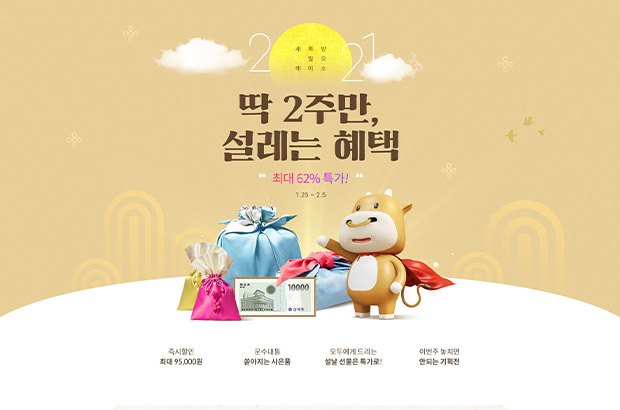 2021
새해
복
많이
받으소
딱 2주만,
설레는 혜택
“ 최대 62% 특가! ”
1.25 ~ 2.5
10000
즉시할인
최대 95,000원
운수대통
쏟아지는 사은품
모두에게 드리는
설날 선물은 특가로!
이번주 놓치면
안되는 기획전